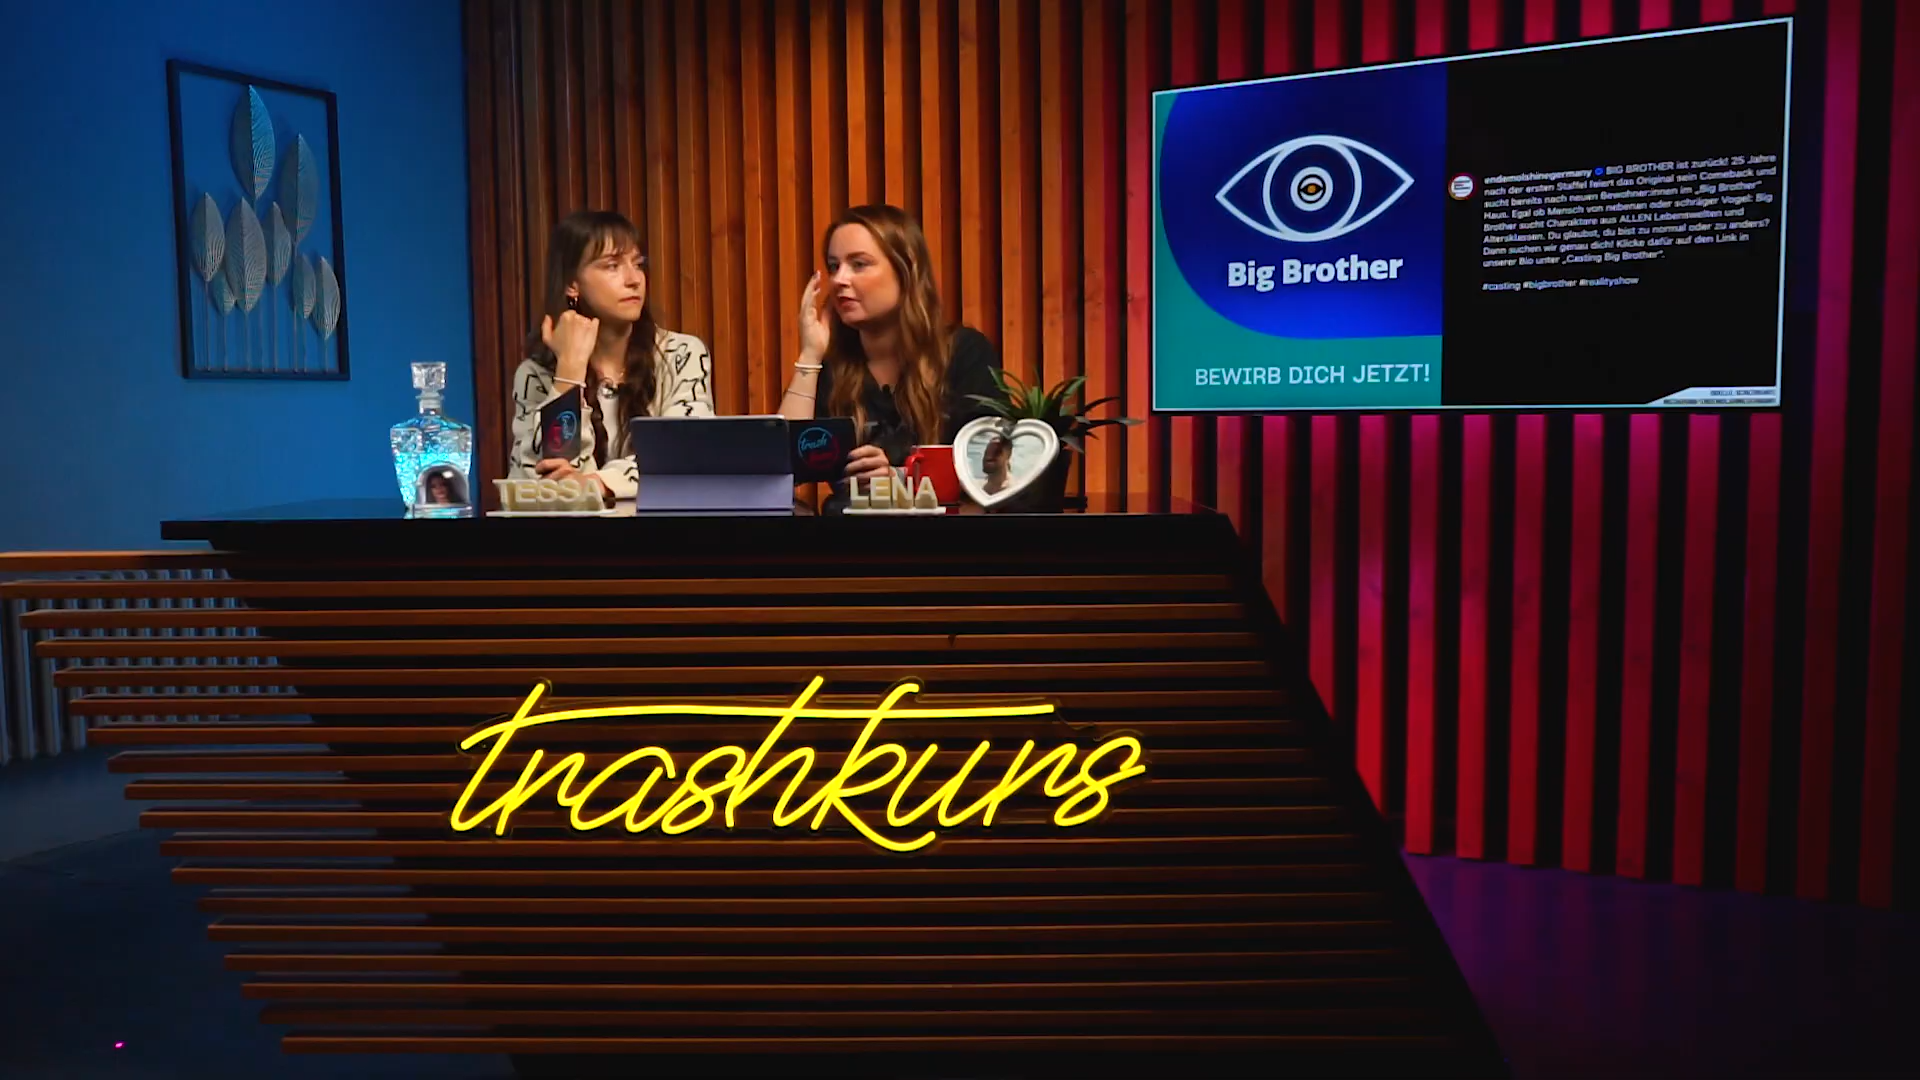 Big Brother
BEWIRB DICH JETZT!
endemolshinegermany BIG BROTHER ist zurück! 25 Jahre
nach der ersten Staffel feiert das Original sein Comeback und
sucht bereits nach neuen Bewohner:innen im „Big Brother"
Haus. Egal ob Mensch von nebenan oder schräger Vogel: Big
Brother sucht Charaktere aus ALLEN Lebenswelten und
Altersklassen. Du glaubst, du bist zu normal oder zu anders?
Dann suchen wir genau dich! Klicke dafür auf den Link in
unserer Bio unter „Casting Big Brother".
#casting #bigbrother #realityshow
trash
TESSA
LENA
trashkurs